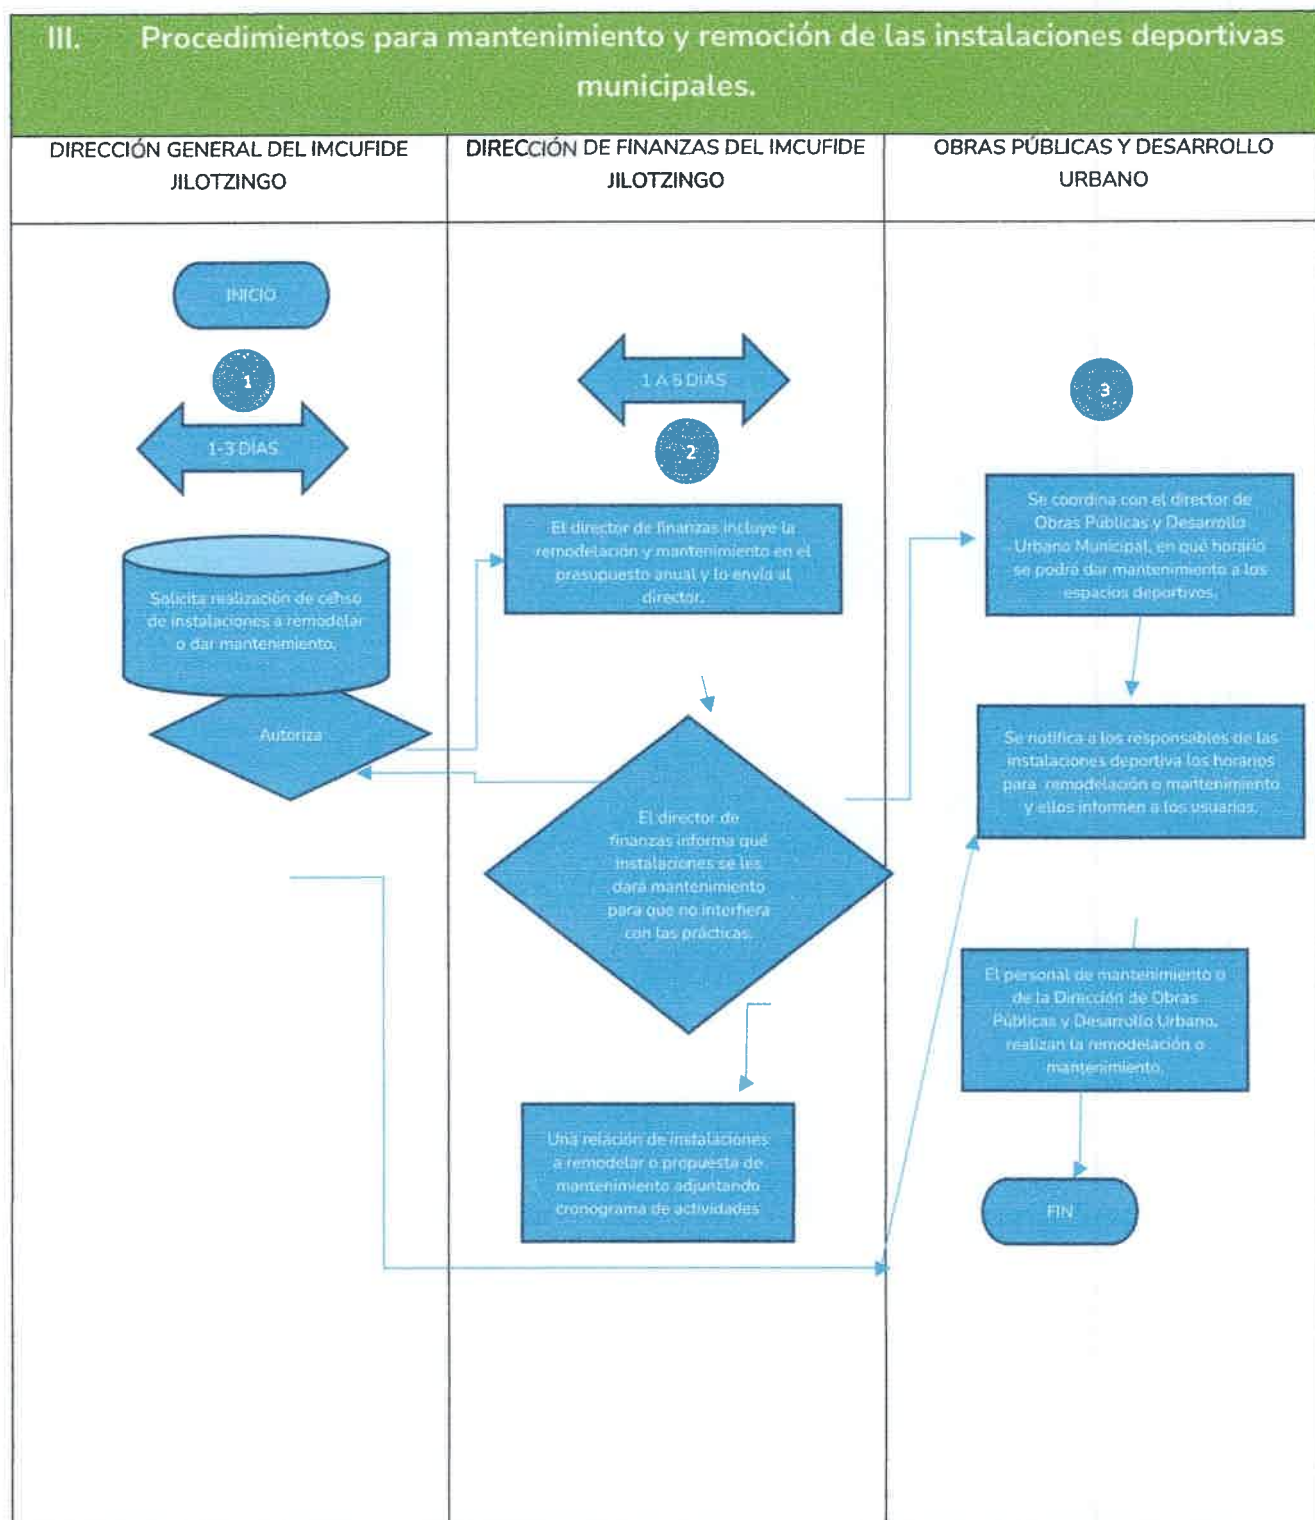 III. Procedimientos para mantenimiento y remoción de las instalaciones deportivas
municipales.
DIRECCIÓN GENERAL DEL IMCUFIDE
JILOTZINGO
DIRECCIÓN DE FINANZAS DEL IMCUFIDE
JILOTZINGO
OBRAS PÚBLICAS Y DESARROLLO
URBANO
INICIO
1
1-3 DÍAS
Solicita realización de censo
de instalaciones a remodelar
o dar mantenimiento.
Autoriza
1 A 5 DÍAS
2
El director de finanzas incluye la
remodelación y mantenimiento en el
presupuesto anual y lo envía al
director.
El director de
finanzas informa qué
instalaciones se les
dará mantenimiento
para que no interfiera
con las prácticas.
Una relación de instalaciones
a remodelar o propuesta de
mantenimiento adjuntando
cronograma de actividades
3
Se coordina con el director de
Obras Públicas y Desarrollo
Urbano Municipal, en qué horario
se podrá dar mantenimiento a los
espacios deportivos.
Se notifica a los responsables de las
instalaciones deportiva los horarios
para remodelación o mantenimiento
y ellos informen a los usuarios.
El personal de mantenimiento o
de la Dirección de Obras
Públicas y Desarrollo Urbano,
realizan la remodelación o
mantenimiento.
FIN